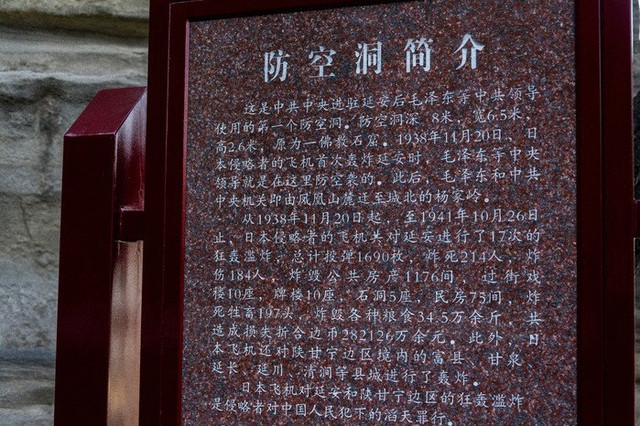 防空洞简介
这是中共中央进驻延安后毛泽东等中共领导
使用的第一个防空洞。防空洞深 8米，宽6.5米，
高2.6米，原为一佛教石窟。1938年11月20日、日
本侵略者的飞机首次轰炸延安时，毛泽东等中央
领导就是在这里防空袭的。此后，毛泽东和中共
中央机关即由凤凰山麓迁至城北的杨家岭。
从1938年11月20日起，至1941年10月26日
止、日本侵略者的飞机共对延安进行了17次的
狂轰滥炸，总计投弹1690枚，炸死214人，炸
伤184人，炸毁公共房产1176间，过街戏
楼10座，牌楼10座，石洞5座，民房75间，炸
死牲畜197头，炸毁各种粮食34.5万余斤，共
造成损失折合边币282126万余元。此外，日
本飞机还对陕甘宁边区境内的富县、甘泉、
延长、延川、清涧等县城进行了轰炸。
日本飞机对延安和陕甘宁边区的狂轰滥炸
是侵略者对中国人民犯下的滔天罪行。